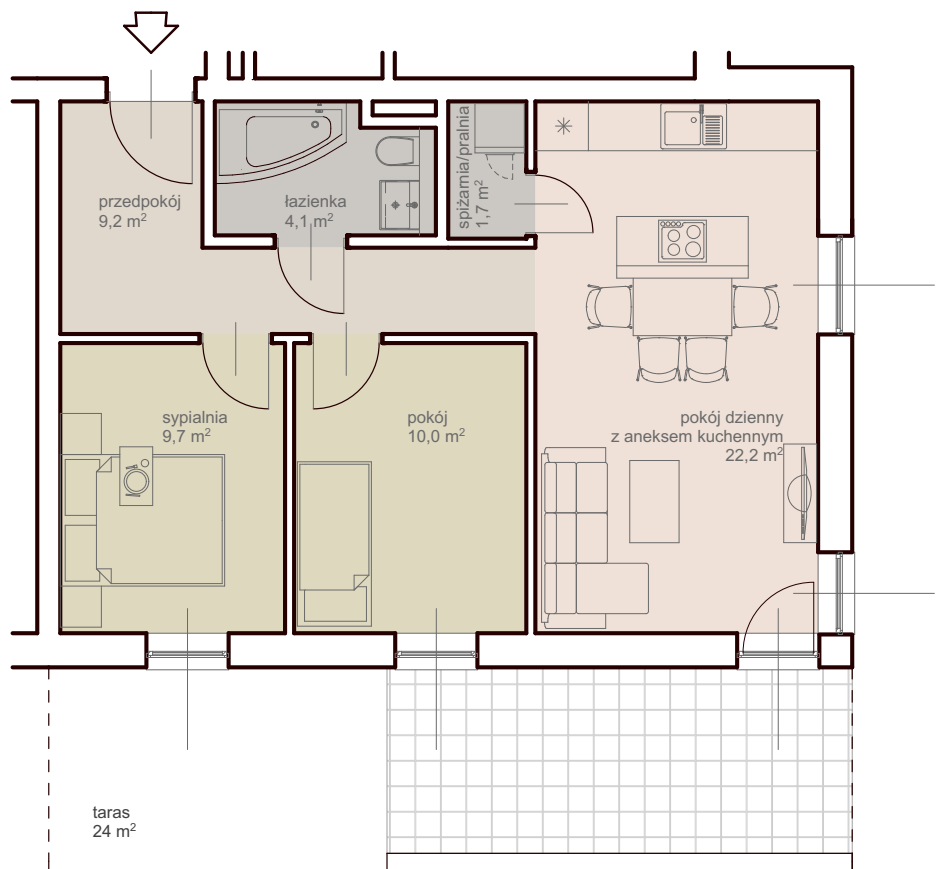 przedpokój
9,2 m²
łazienka
4,1 m²
spiżarnia/pralnia
1,7 m²
sypialnia
9,7 m²
pokój
10,0 m²
pokój dzienny
z aneksem kuchennym
22,2 m²
taras
24 m²